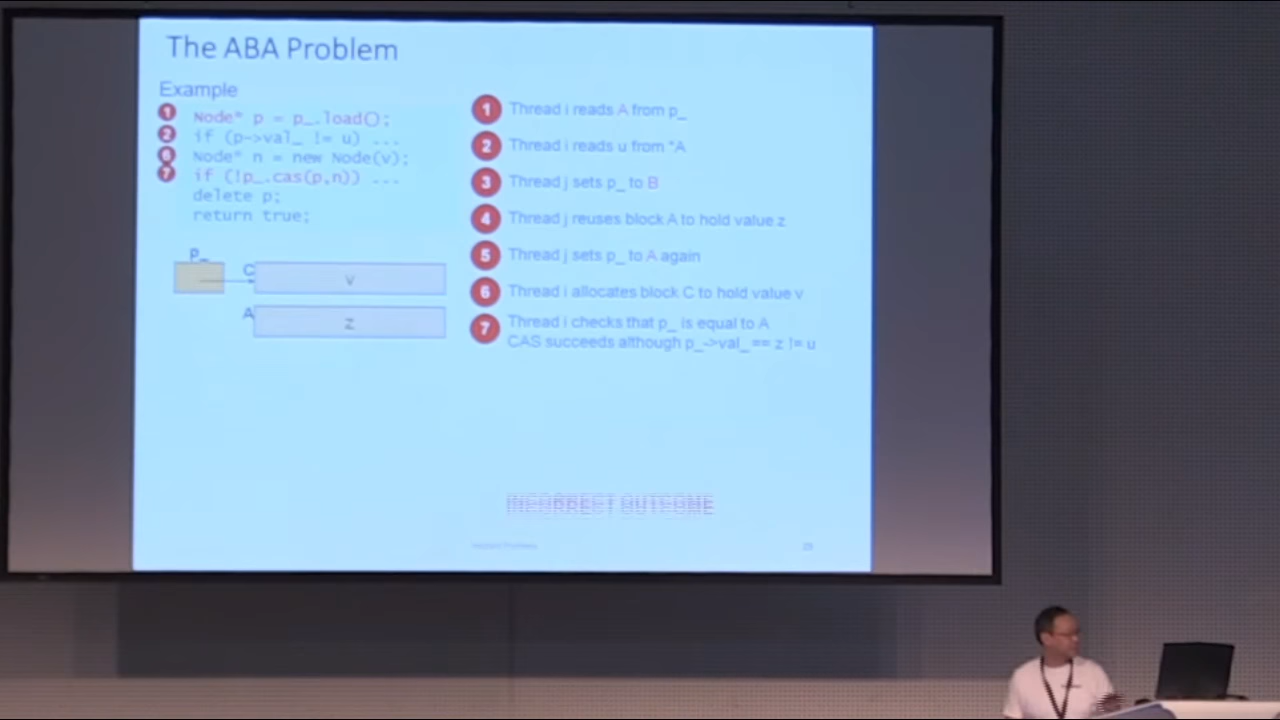 The ABA Problem
Example
1 Node* p = p_.load();
2 if (p->val_ != u) ...
6 Node* n = new Node(v);
7 if (!p_.cas(p,n)) ...
delete p;
return true;
p_
C
v
A
z
1 Thread i reads A from p_
2 Thread i reads u from *A
3 Thread j sets p_ to B
4 Thread j reuses block A to hold value z
5 Thread j sets p_ to A again
6 Thread i allocates block C to hold value v
7 Thread i checks that p_ is equal to A
CAS succeeds although p_->val_ == z != u
INCORRECT OUTCOME